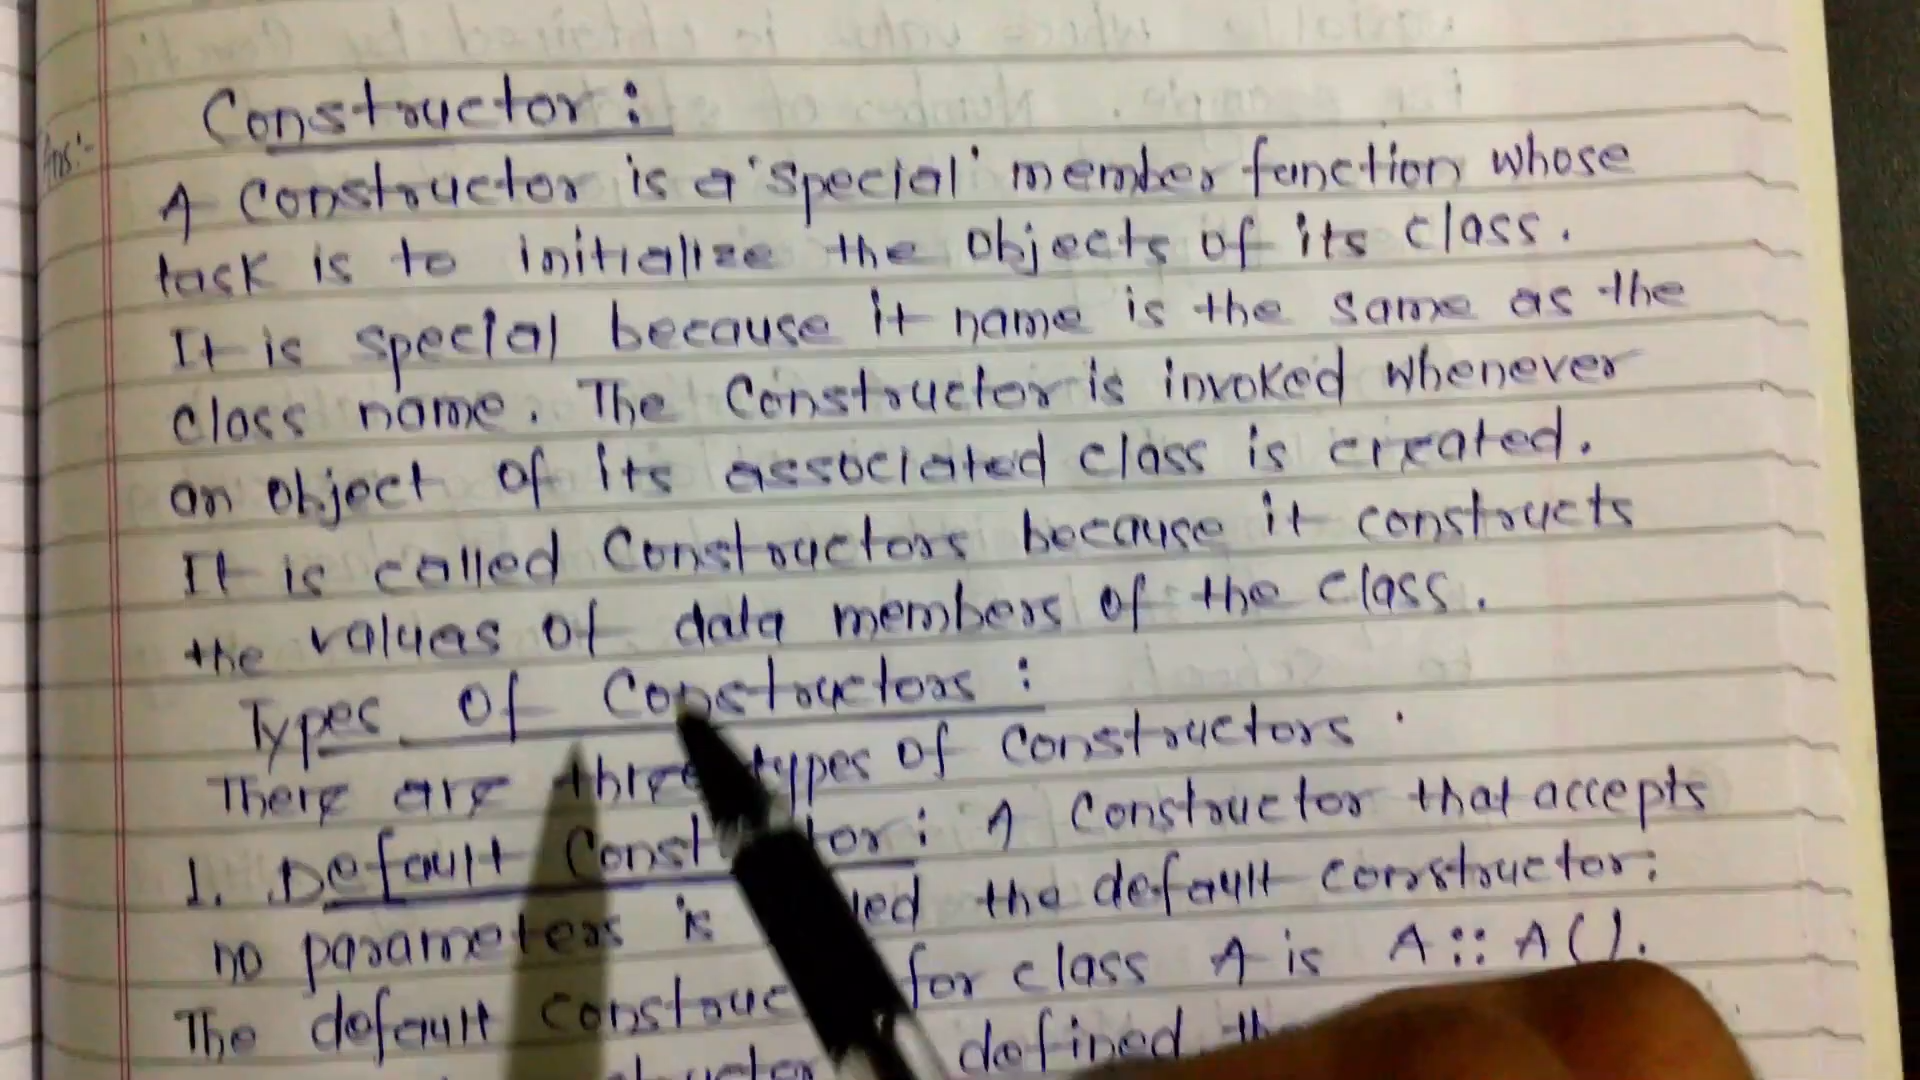 Constructor:
Ans:-
A Constructor is a 'special' member function whose
task is to initialize the objects of its class.
It is special because it name is the same as the
class name. The Constructor is invoked whenever
an object of its associated class is created.
It is called Constructors because it constructs
the values of data members of the class.
Types of Constructors:
There are three types of Constructors.
1. Default Const tor: A Constructor that accepts
no parameters is led the default constructor:
The default construc for class A is A::A().
defined